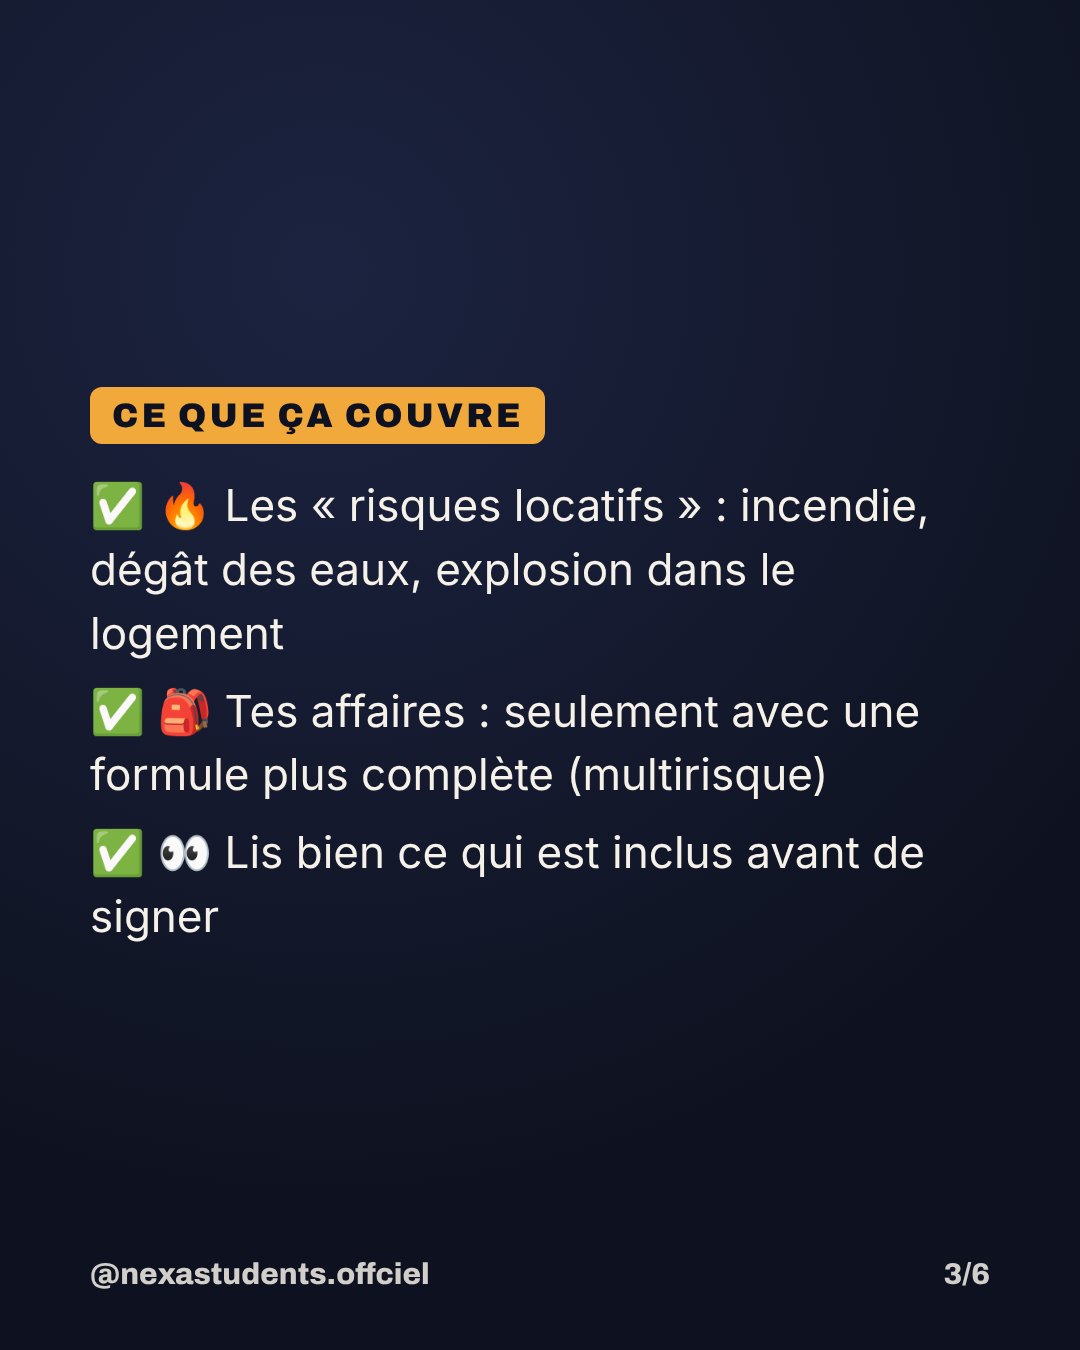 CE QUE ÇA COUVRE
✅ 🔥 Les « risques locatifs » : incendie,
dégât des eaux, explosion dans le
logement
✅ 🎒 Tes affaires : seulement avec une
formule plus complète (multirisque)
✅ 👀 Lis bien ce qui est inclus avant de
signer
@nexastudents.offciel
3/6